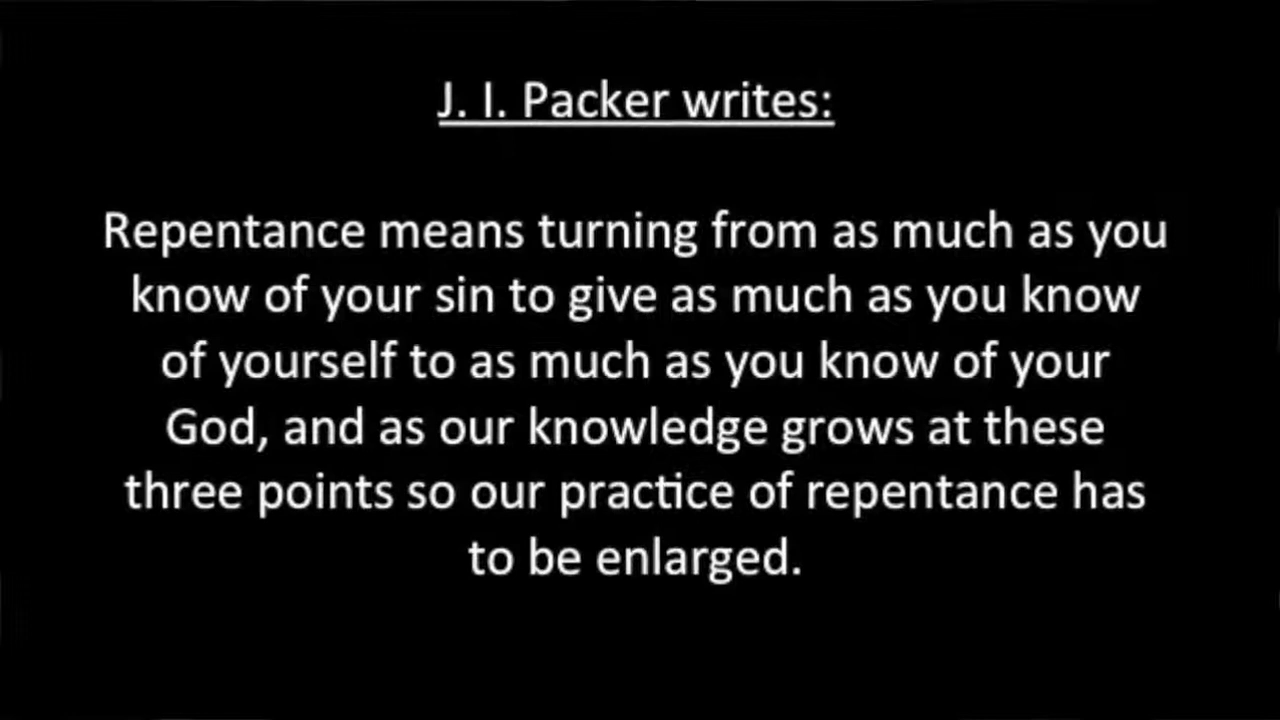 J. I. Packer writes:
Repentance means turning from as much as you
know of your sin to give as much as you know
of yourself to as much as you know of your
God, and as our knowledge grows at these
three points so our practice of repentance has
to be enlarged.